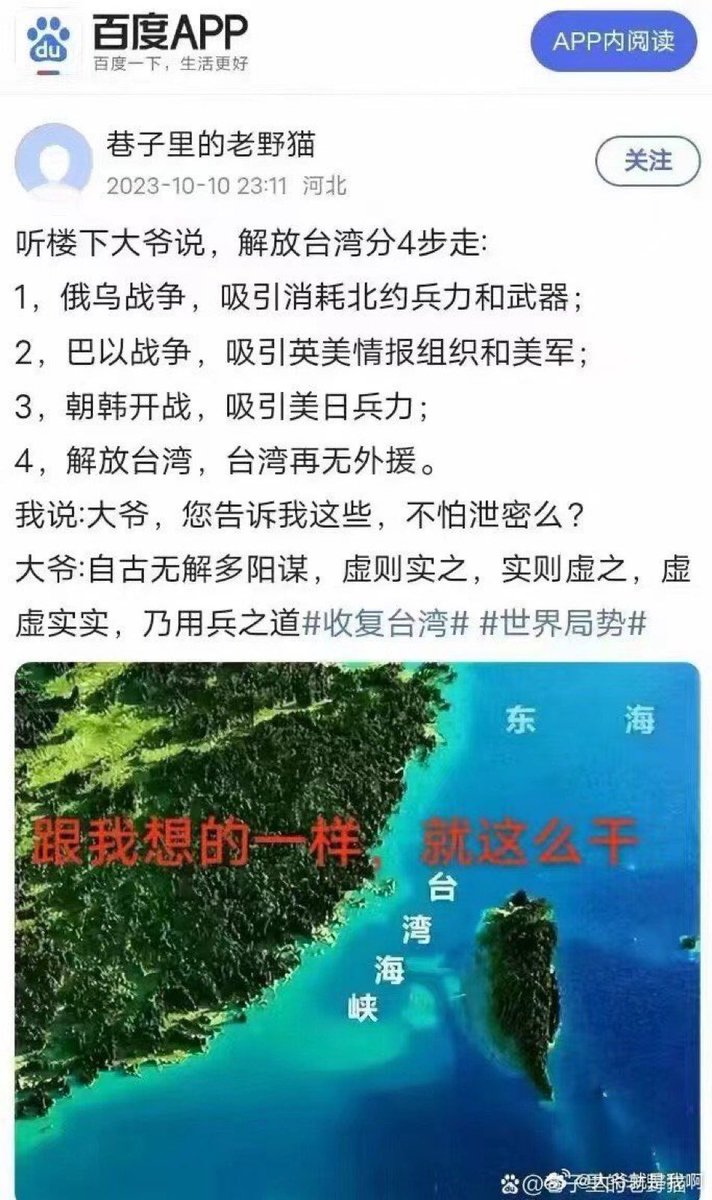 百度APP
du
百度一下，生活更好
APP内阅读
巷子里的老野猫
2023-10-10 23:11 河北
关注
听楼下大爷说，解放台湾分4步走:
1，俄乌战争，吸引消耗北约兵力和武器；
2，巴以战争，吸引英美情报组织和美军；
3，朝韩开战，吸引美日兵力；
4，解放台湾，台湾再无外援。
我说:大爷，您告诉我这些，不怕泄密么？
大爷:自古无解多阳谋，虚则实之，实则虚之，虚
虚实实，乃用兵之道#收复台湾# #世界局势#
东 海
跟我想的一样，就这么干
台
湾
海
峡